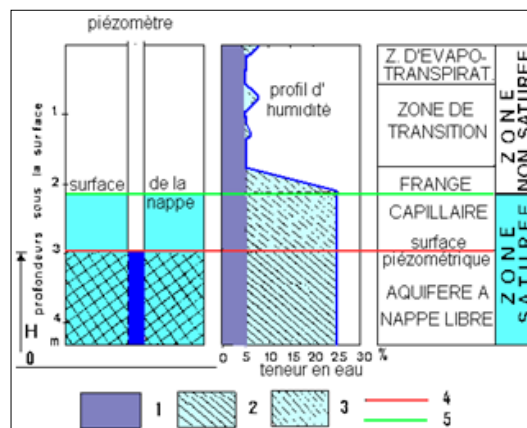 piézomètre
profondeurs sous la surface
1
2
3
4
m
H
0
surface de la nappe
profil d'
humidité
0 5 10 15 20 25 30 %
teneur en eau
Z. D'EVAPO-
TRANSPIRAT.
ZONE DE
TRANSITION
FRANGE
CAPILLAIRE
surface
piézométrique
AQUIFERE A
NAPPE LIBRE
ZONE
NON SATUREE
ZONE
SATUREE
1
2
3
4
5